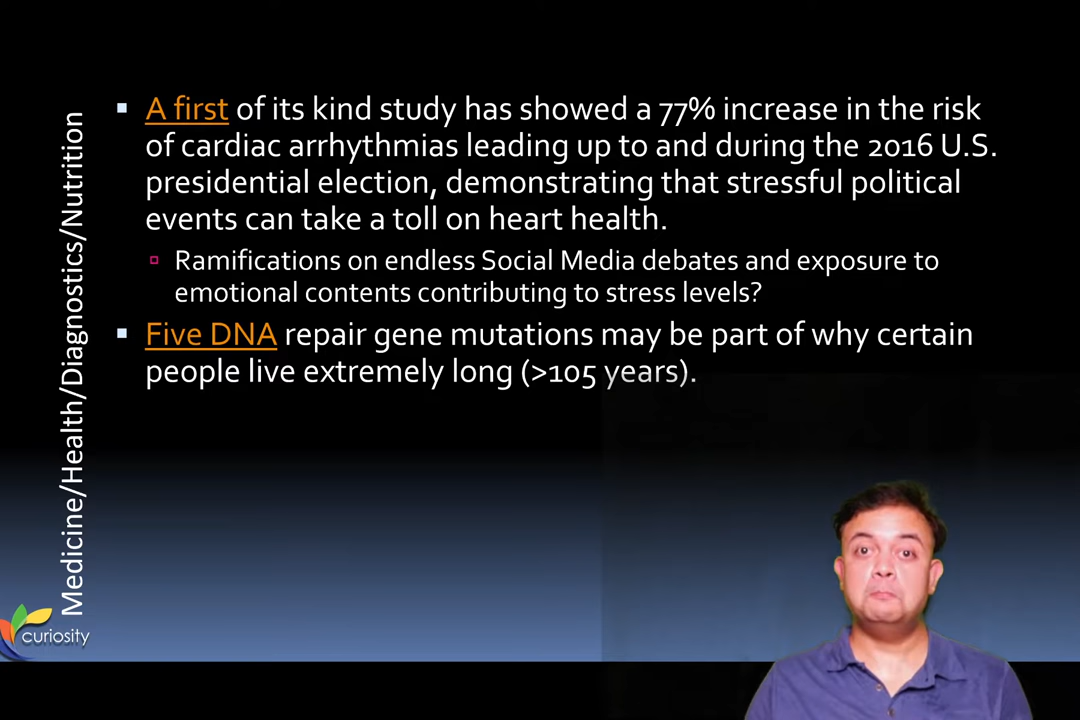 Medicine/Health/Diagnostics/Nutrition
A first of its kind study has showed a 77% increase in the risk
of cardiac arrhythmias leading up to and during the 2016 U.S.
presidential election, demonstrating that stressful political
events can take a toll on heart health.
Ramifications on endless Social Media debates and exposure to
emotional contents contributing to stress levels?
Five DNA repair gene mutations may be part of why certain
people live extremely long (>105 years).
curiosity